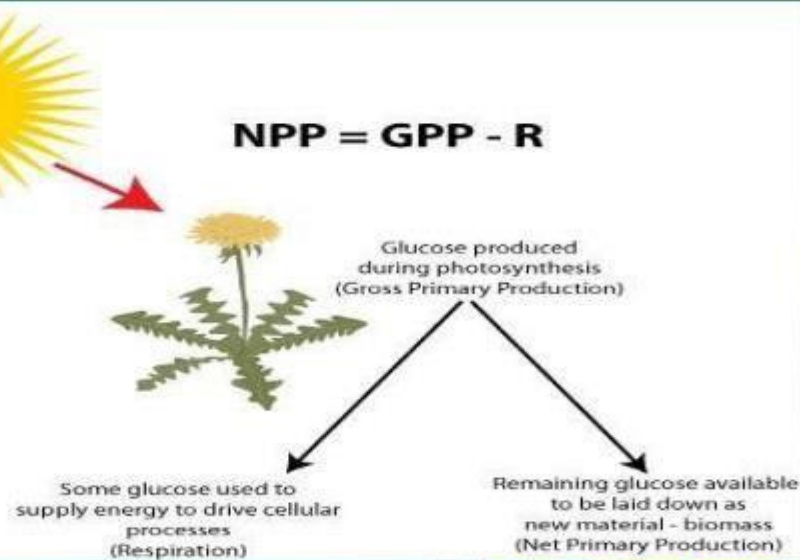 NPP = GPP - R
Glucose produced
during photosynthesis
(Gross Primary Production)
Some glucose used to
supply energy to drive cellular
processes
(Respiration)
Remaining glucose available
to be laid down as
new material - biomass
(Net Primary Production)